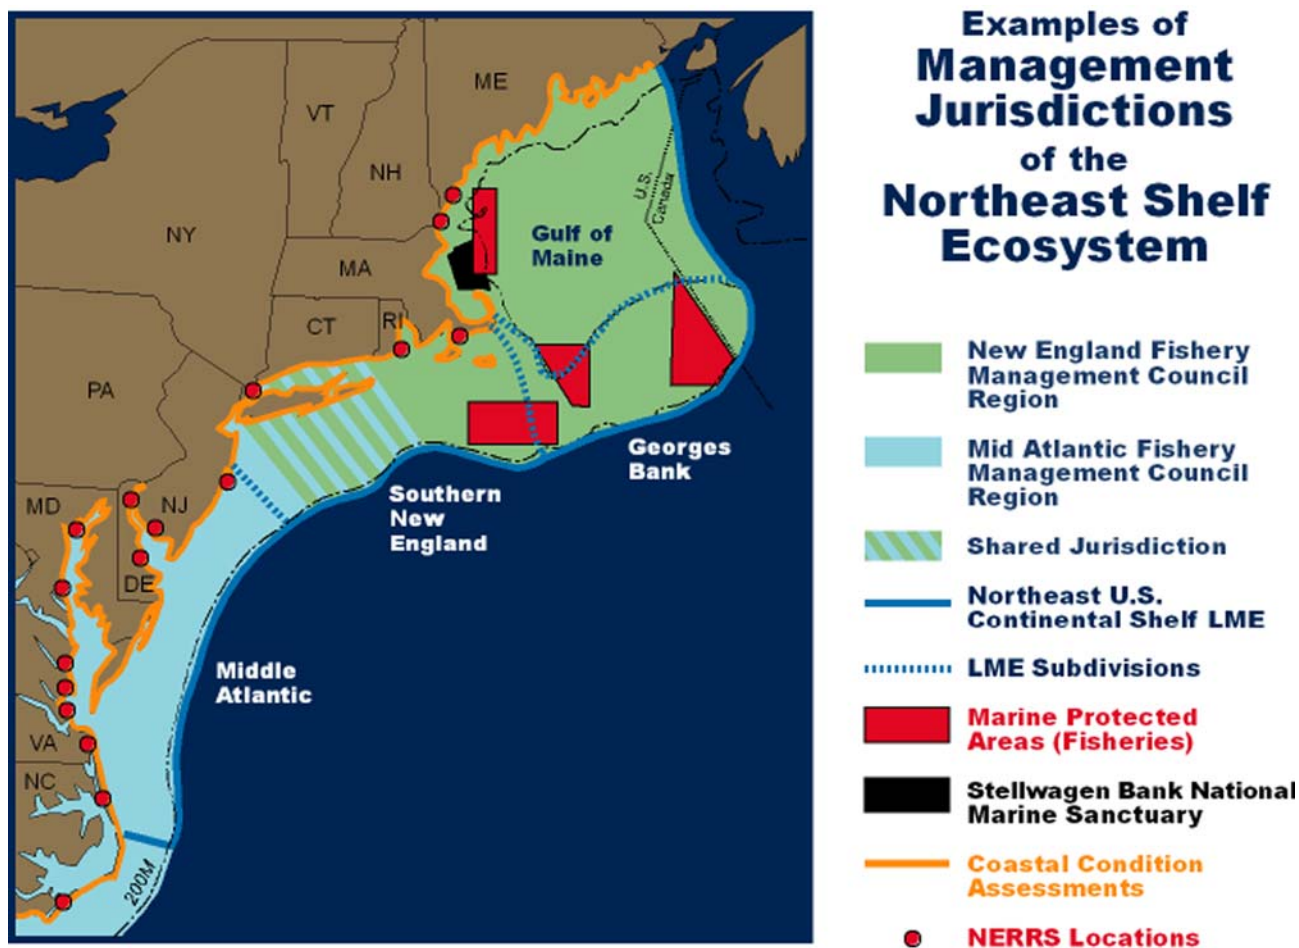 Examples of
Management
Jurisdictions
of the
Northeast Shelf
Ecosystem
ME
VT
NH
NY
MA
CT
RI
PA
NJ
MD
DE
VA
NC
U.S.
Canada
Gulf of
Maine
Georges
Bank
Southern
New
England
Middle
Atlantic
200M
New England Fishery
Management Council
Region
Mid Atlantic Fishery
Management Council
Region
Shared Jurisdiction
Northeast U.S.
Continental Shelf LME
LME Subdivisions
Marine Protected
Areas (Fisheries)
Stellwagen Bank National
Marine Sanctuary
Coastal Condition
Assessments
NERRS Locations